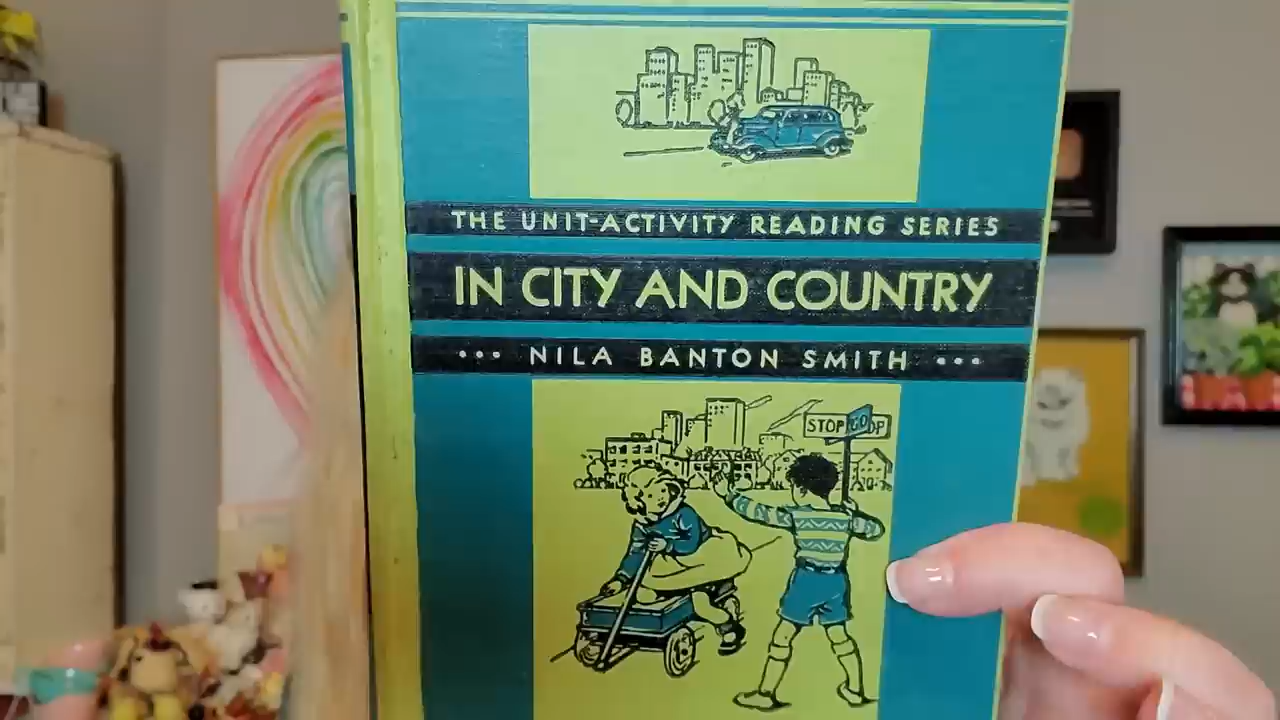 THE UNIT-ACTIVITY READING SERIES
IN CITY AND COUNTRY
••• NILA BANTON SMITH •••
STOP GO